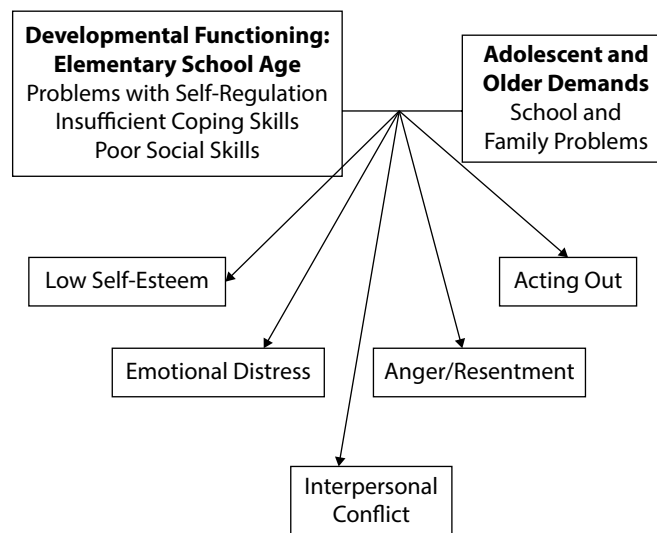 Developmental Functioning:
Elementary School Age
Problems with Self-Regulation
Insufficient Coping Skills
Poor Social Skills
Adolescent and
Older Demands
School and
Family Problems
Low Self-Esteem
Acting Out
Emotional Distress
Anger/Resentment
Interpersonal
Conflict